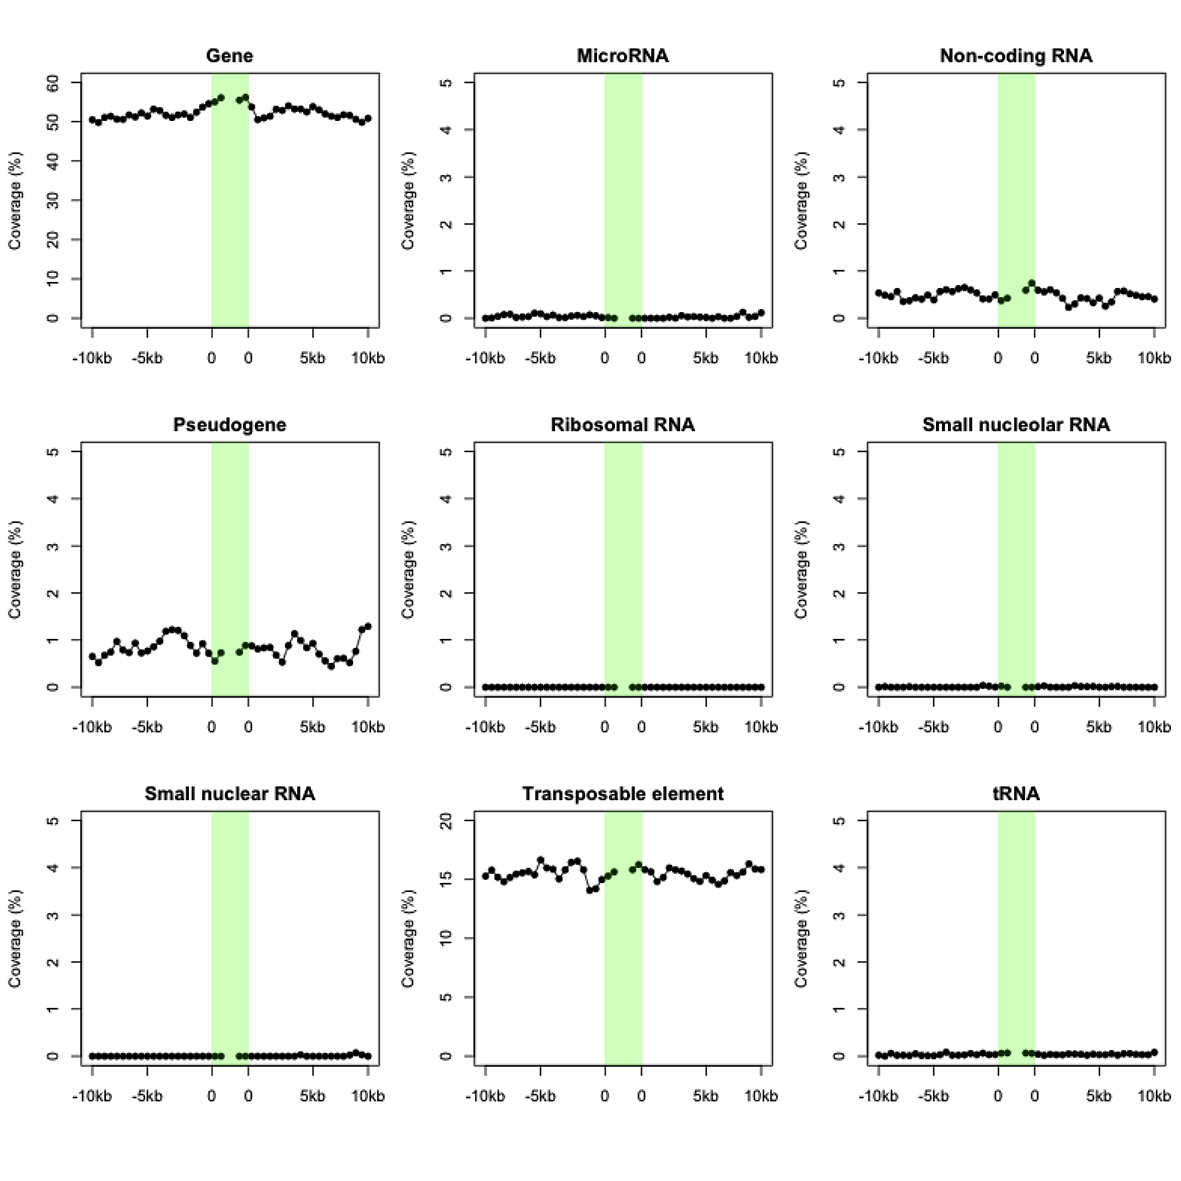 Gene
MicroRNA
Non-coding RNA
Coverage (%)
0 10 20 30 40 50 60
-10kb -5kb 0 0 5kb 10kb
Coverage (%)
0 1 2 3 4 5
-10kb -5kb 0 0 5kb 10kb
Coverage (%)
0 1 2 3 4 5
-10kb -5kb 0 0 5kb 10kb
Pseudogene
Ribosomal RNA
Small nucleolar RNA
Coverage (%)
0 1 2 3 4 5
-10kb -5kb 0 0 5kb 10kb
Coverage (%)
0 1 2 3 4 5
-10kb -5kb 0 0 5kb 10kb
Coverage (%)
0 1 2 3 4 5
-10kb -5kb 0 0 5kb 10kb
Small nuclear RNA
Transposable element
tRNA
Coverage (%)
0 1 2 3 4 5
-10kb -5kb 0 0 5kb 10kb
Coverage (%)
0 5 10 15 20
-10kb -5kb 0 0 5kb 10kb
Coverage (%)
0 1 2 3 4 5
-10kb -5kb 0 0 5kb 10kb